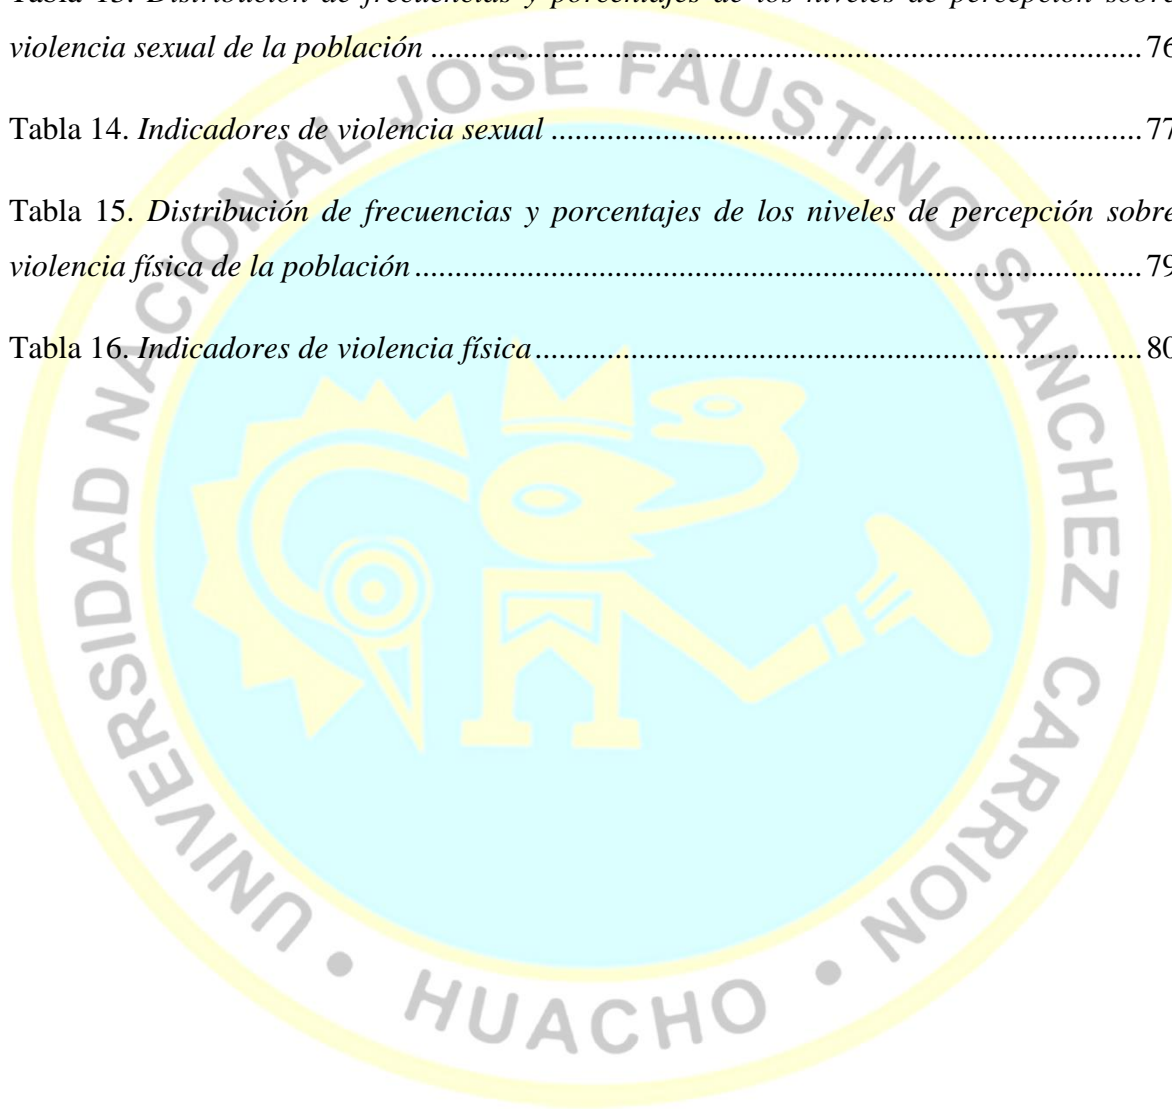 Tabla 13. Distribución de frecuencias y porcentajes de los niveles de percepción sobre
violencia sexual de la población ........ 76
Tabla 14. Indicadores de violencia sexual ........ 77
Tabla 15. Distribución de frecuencias y porcentajes de los niveles de percepción sobre
violencia física de la población ........ 79
Tabla 16. Indicadores de violencia física ........ 80
UNIVERSIDAD NACIONAL JOSE FAUSTINO SANCHEZ CARRION • HUACHO •